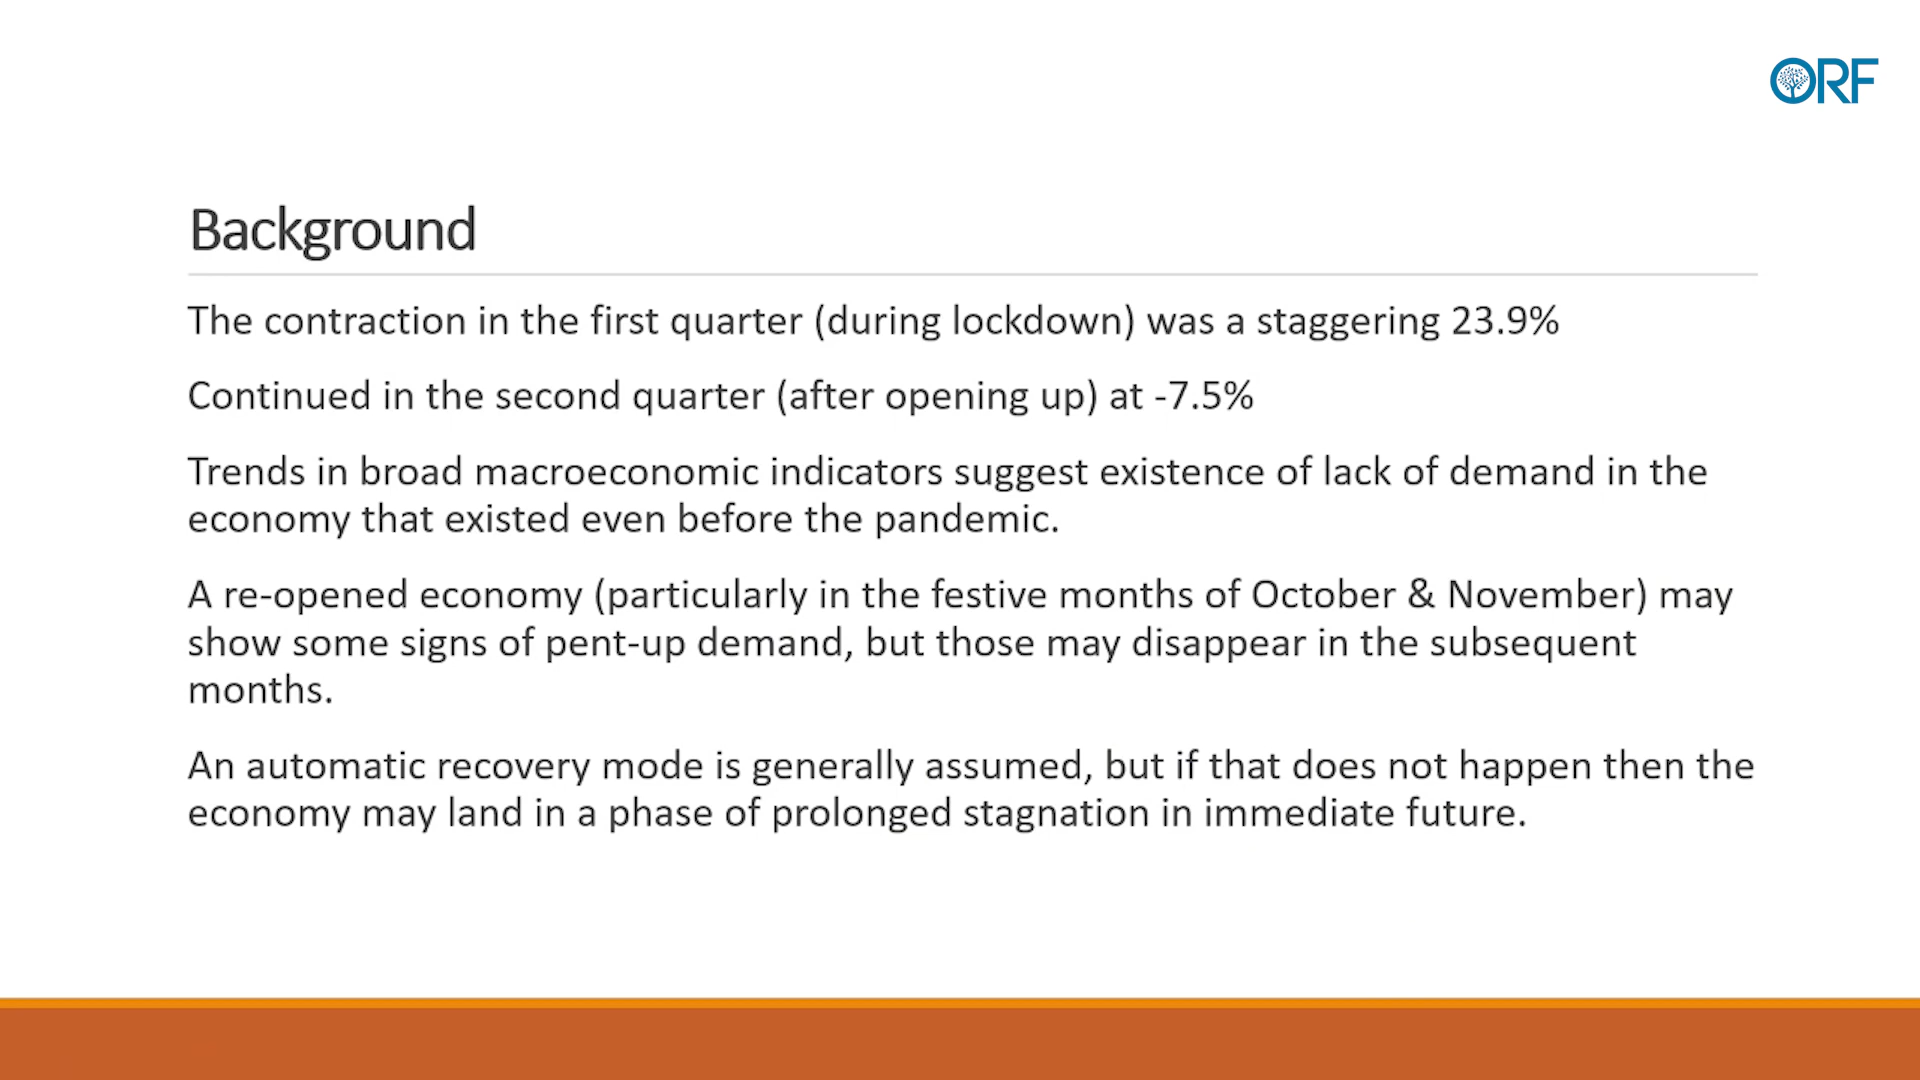 ORF
Background
The contraction in the first quarter (during lockdown) was a staggering 23.9%
Continued in the second quarter (after opening up) at -7.5%
Trends in broad macroeconomic indicators suggest existence of lack of demand in the
economy that existed even before the pandemic.
A re-opened economy (particularly in the festive months of October & November) may
show some signs of pent-up demand, but those may disappear in the subsequent
months.
An automatic recovery mode is generally assumed, but if that does not happen then the
economy may land in a phase of prolonged stagnation in immediate future.